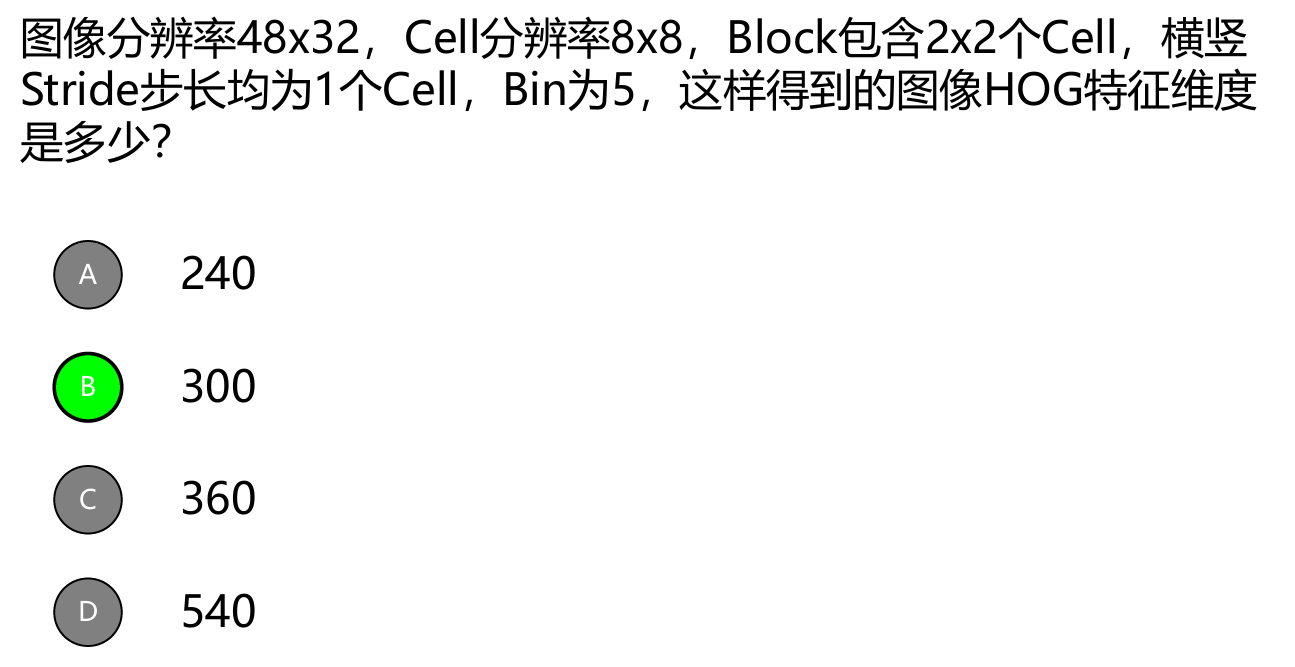 图像分辨率48x32，Cell分辨率8x8，Block包含2x2个Cell，横竖
Stride步长均为1个Cell，Bin为5，这样得到的图像HOG特征维度
是多少？
A 240
B 300
C 360
D 540